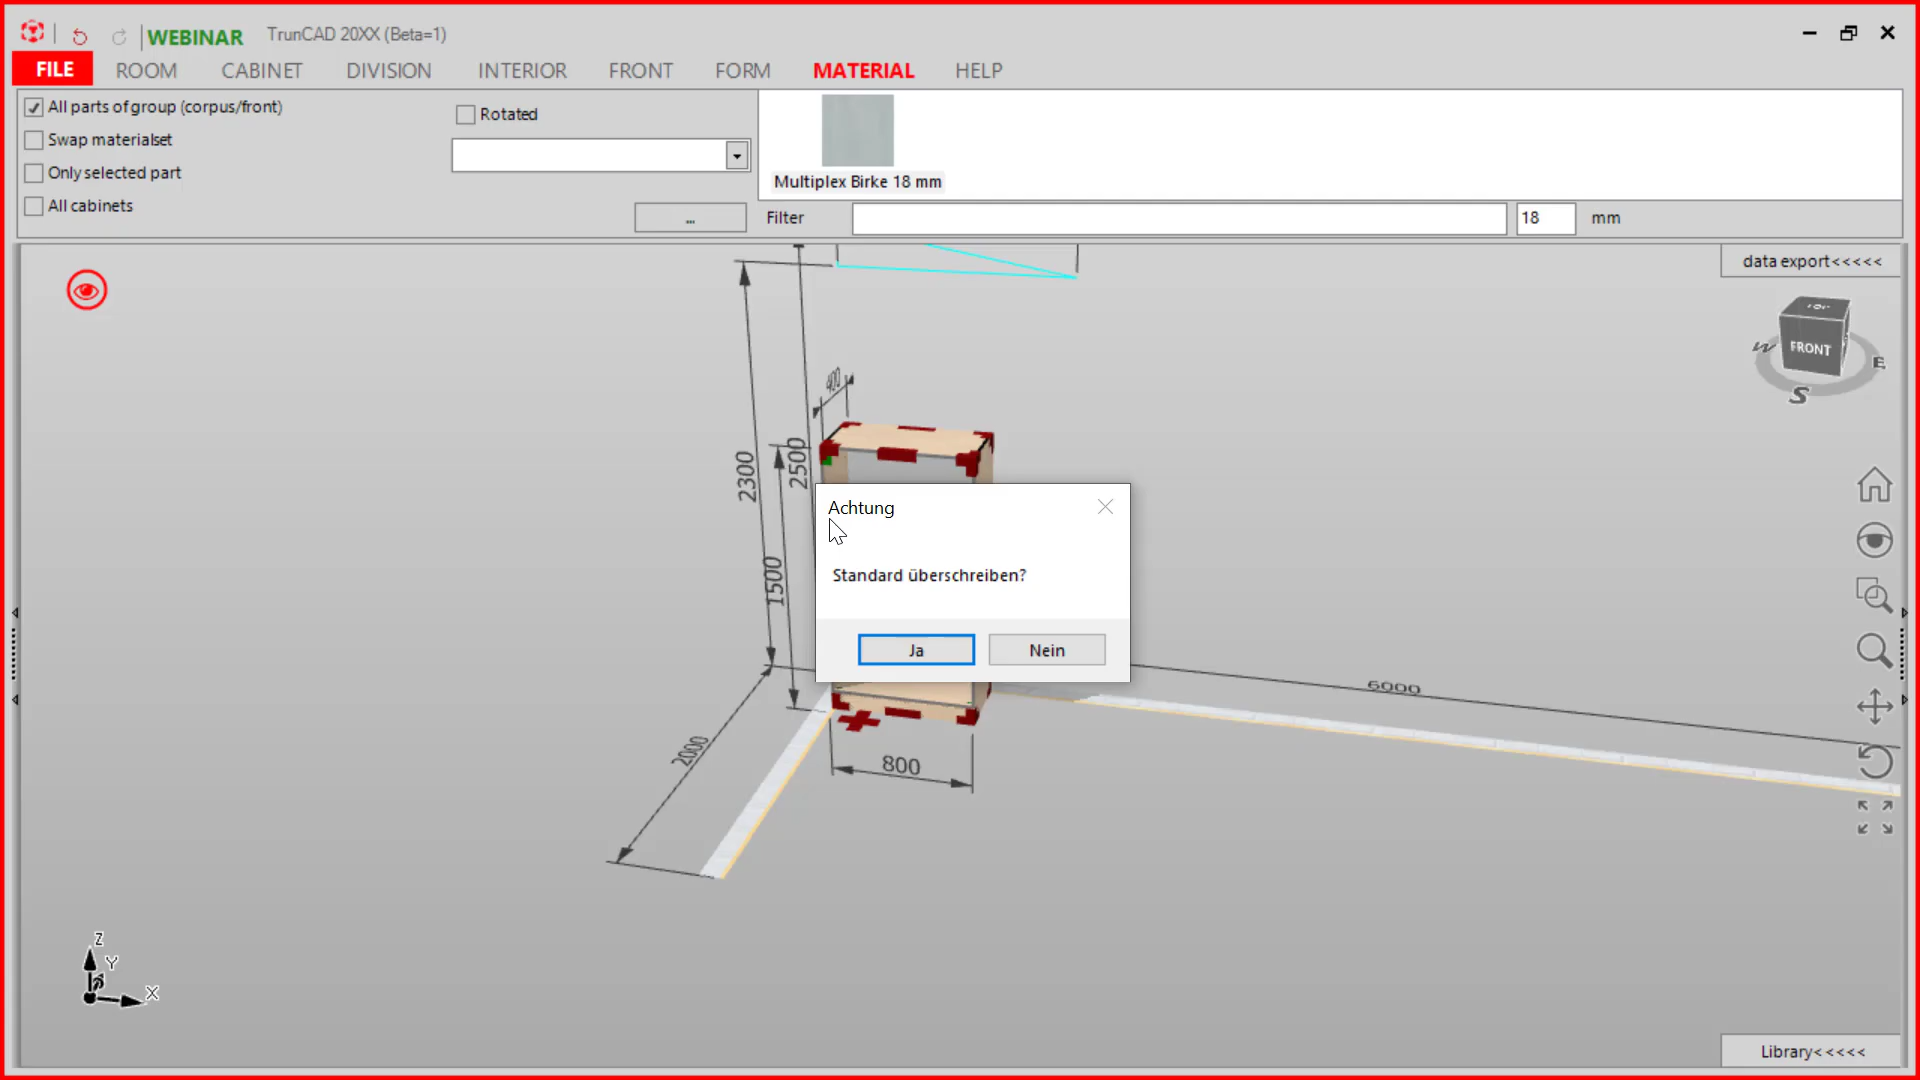 WEBINAR TrunCAD 20XX (Beta=1)
FILE ROOM CABINET DIVISION INTERIOR FRONT FORM MATERIAL HELP
All parts of group (corpus/front)
Rotated
Swap materialset
Only selected part
All cabinets
...
Multiplex Birke 18 mm
Filter 18 mm
data export<<<<<
TOP
FRONT
W
E
S
400
2300
2500
1500
Achtung
Standard überschreiben?
Ja Nein
6000
2000
800
Z
Y
X
Library<<<<<